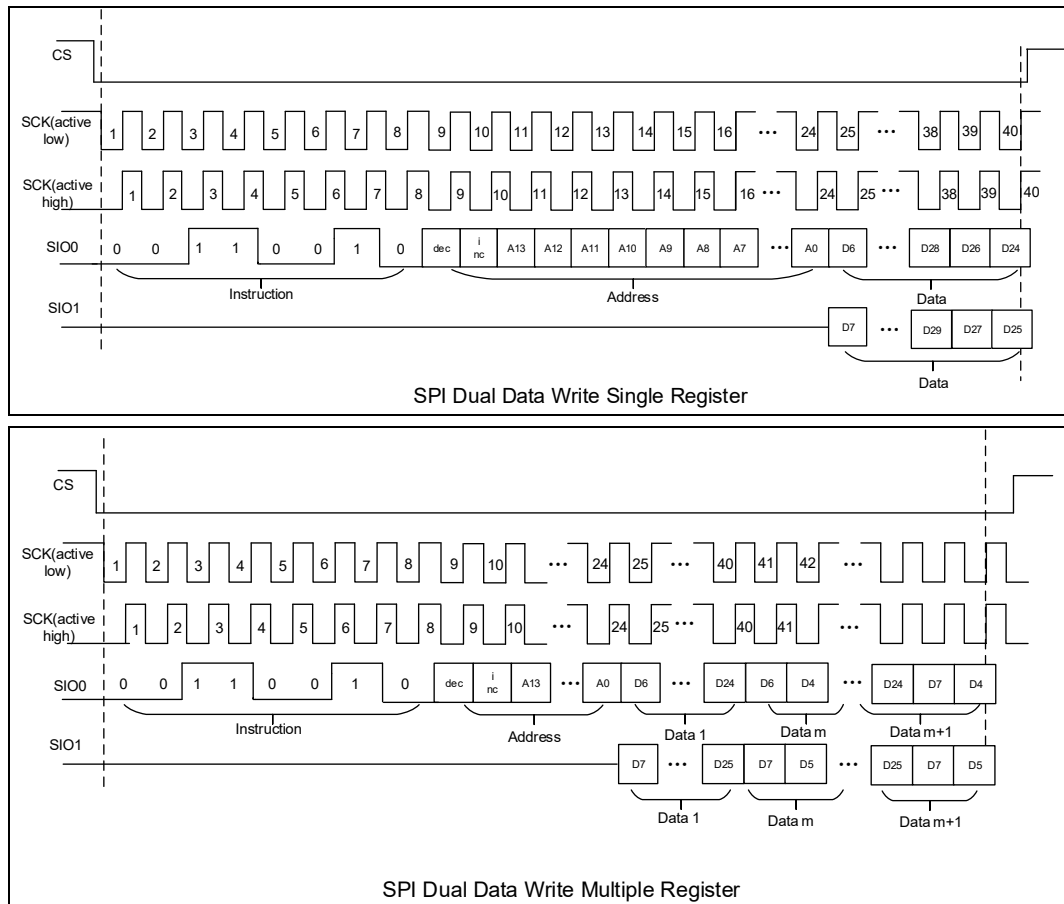 CS
SCK(active low) 1 2 3 4 5 6 7 8 9 10 11 12 13 14 15 16 ••• 24 25 ••• 38 39 40
SCK(active high) 1 2 3 4 5 6 7 8 9 10 11 12 13 14 15 16 ••• 24 25 ••• 38 39 40
SIO0 0 0 1 1 0 0 1 0 dec inc A13 A12 A11 A10 A9 A8 A7 ••• A0 D6 ••• D28 D26 D24
Instruction Address Data
SIO1 D7 ••• D29 D27 D25
Data
SPI Dual Data Write Single Register
CS
SCK(active low) 1 2 3 4 5 6 7 8 9 10 ••• 24 25 ••• 40 41 42 •••
SCK(active high) 1 2 3 4 5 6 7 8 9 10 ••• 24 25 ••• 40 41 •••
SIO0 0 0 1 1 0 0 1 0 dec inc A13 ••• A0 D6 ••• D24 D6 D4 ••• D24 D7 D4
Instruction Address Data 1 Data m Data m+1
SIO1 D7 ••• D25 D7 D5 ••• D25 D7 D5
Data 1 Data m Data m+1
SPI Dual Data Write Multiple Register